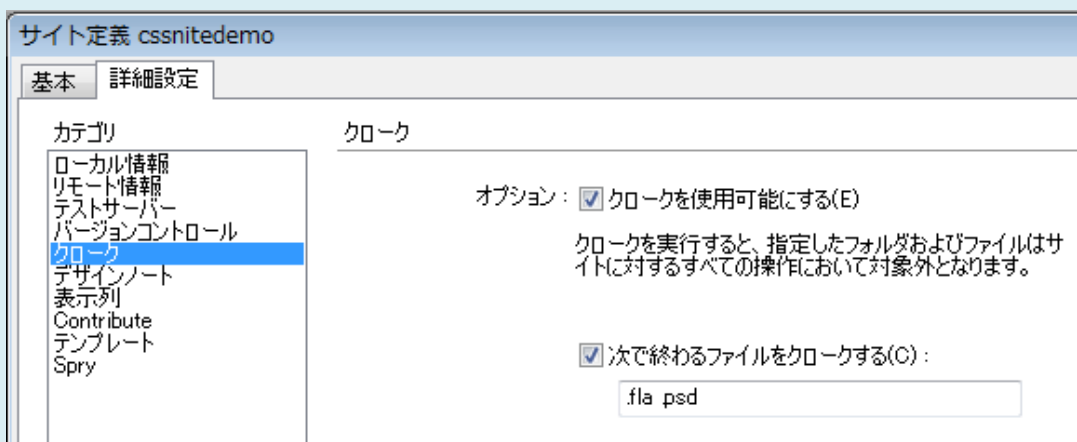 サイト定義 cssnitedemo
基本
詳細設定
カテゴリ
ローカル情報
リモート情報
テストサーバー
バージョンコントロール
クローク
デザインノート
表示列
Contribute
テンプレート
Spry
クローク
オプション : クロークを使用可能にする(E)
クロークを実行すると、指定したフォルダおよびファイルはサ
イトに対するすべての操作において対象外となります。
次で終わるファイルをクロークする(C) :
.fla .psd